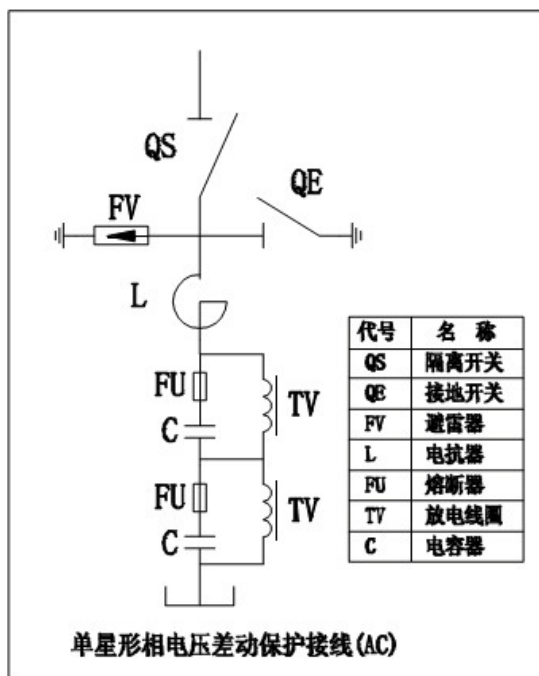 QS
QE
FV
L
FU
TV
C
FU
TV
C
代号 名 称
QS 隔离开关
QE 接地开关
FV 避雷器
L 电抗器
FU 熔断器
TV 放电线圈
C 电容器
单星形相电压差动保护接线(AC)